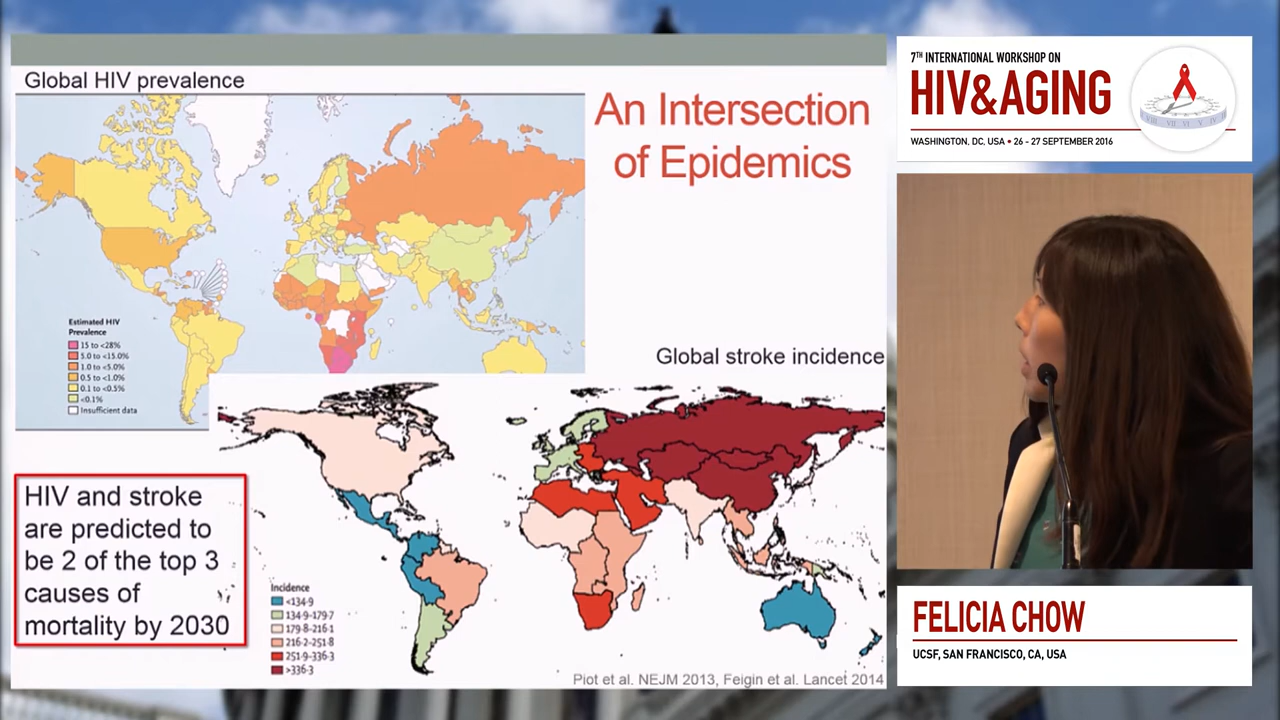 Global HIV prevalence
An Intersection
of Epidemics
Estimated HIV
Prevalence
15 to <28%
5.0 to <15.0%
1.0 to <5.0%
0.5 to <1.0%
0.1 to <0.5%
<0.1%
Insufficient data
Global stroke incidence
HIV and stroke
are predicted to
be 2 of the top 3
causes of
mortality by 2030
Incidence
<134·9
134·9–179·7
179·8–216·1
216·2–251·8
251·9–336·3
>336·3
Piot et al. NEJM 2013, Feigin et al. Lancet 2014
7TH INTERNATIONAL WORKSHOP ON
HIV&AGING
WASHINGTON, DC, USA • 26 - 27 SEPTEMBER 2016
FELICIA CHOW
UCSF, SAN FRANCISCO, CA, USA